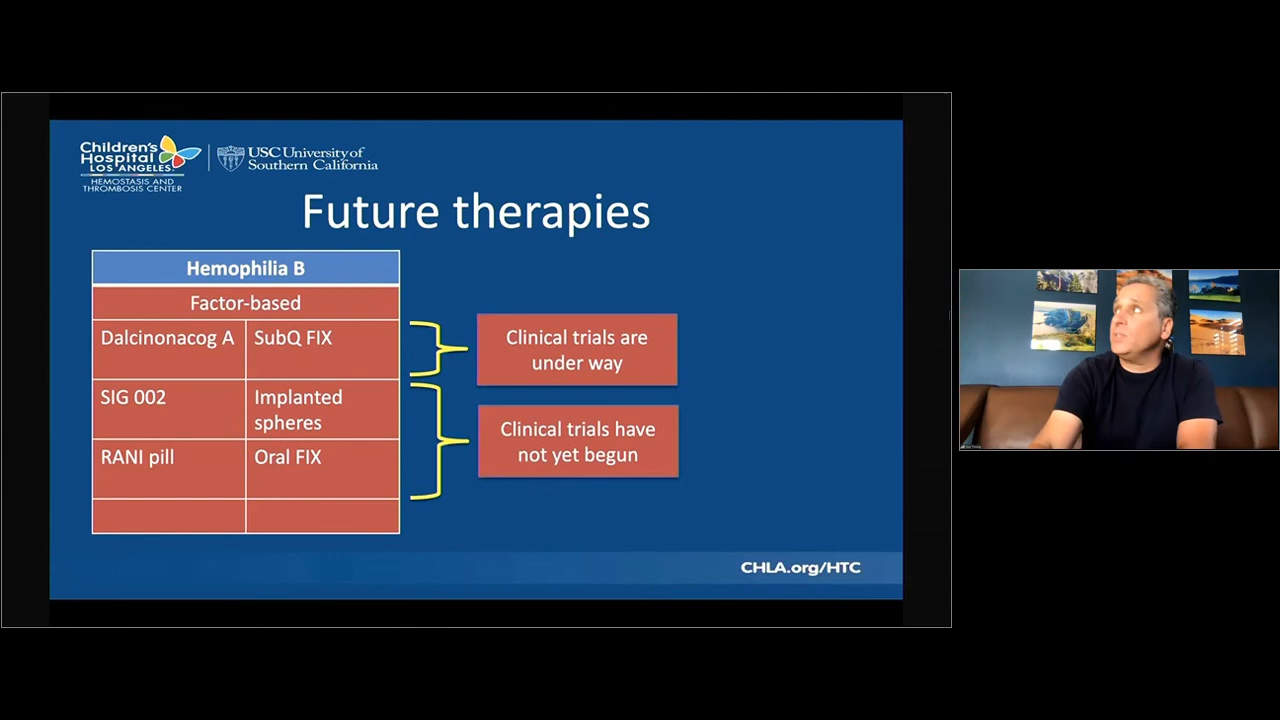 Children's
Hospital
LOS ANGELES
HEMOSTASIS AND
THROMBOSIS CENTER
USC University of
Southern California
Future therapies
Hemophilia B
Factor-based
Dalcinonacog A
SubQ FIX
SIG 002
Implanted
spheres
RANI pill
Oral FIX
Clinical trials are
under way
Clinical trials have
not yet begun
CHLA.org/HTC